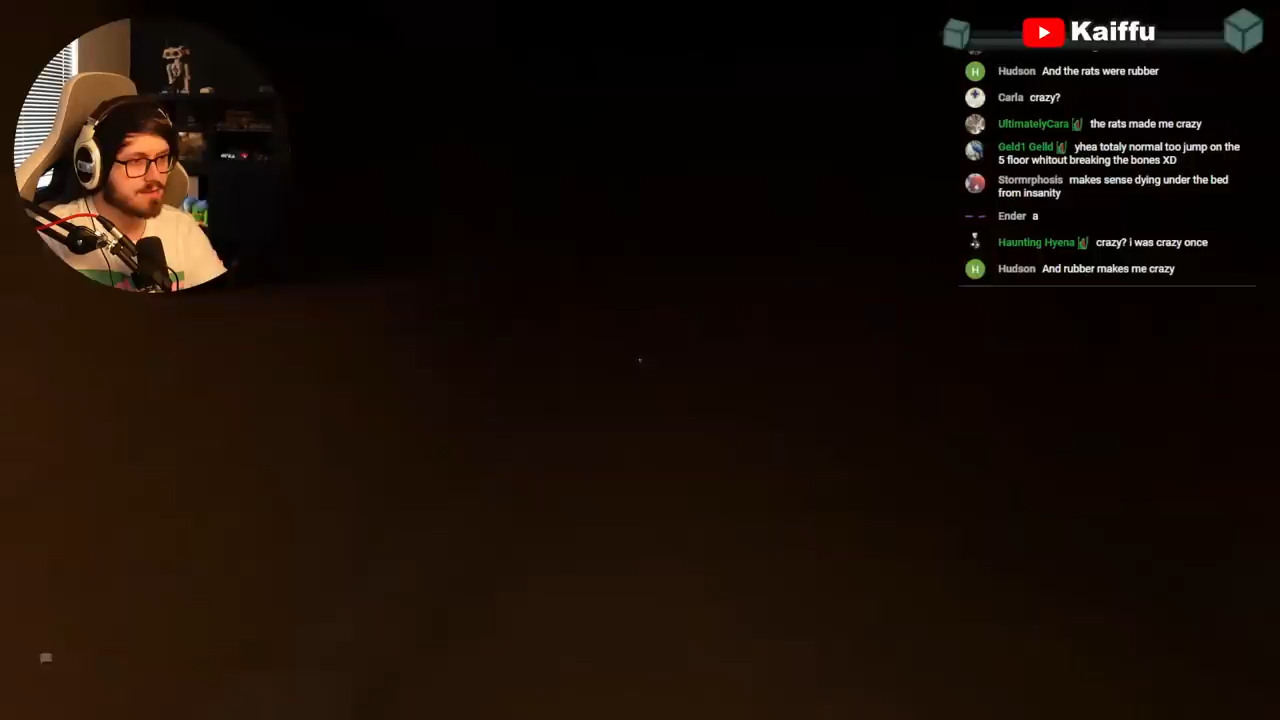 Kaiffu
Hudson And the rats were rubber
Carla crazy?
UltimatelyCara the rats made me crazy
Geld1 Gelld yhea totaly normal too jump on the
5 floor whitout breaking the bones XD
Stormrphosis makes sense dying under the bed
from insanity
Ender a
Haunting Hyena crazy? i was crazy once
Hudson And rubber makes me crazy